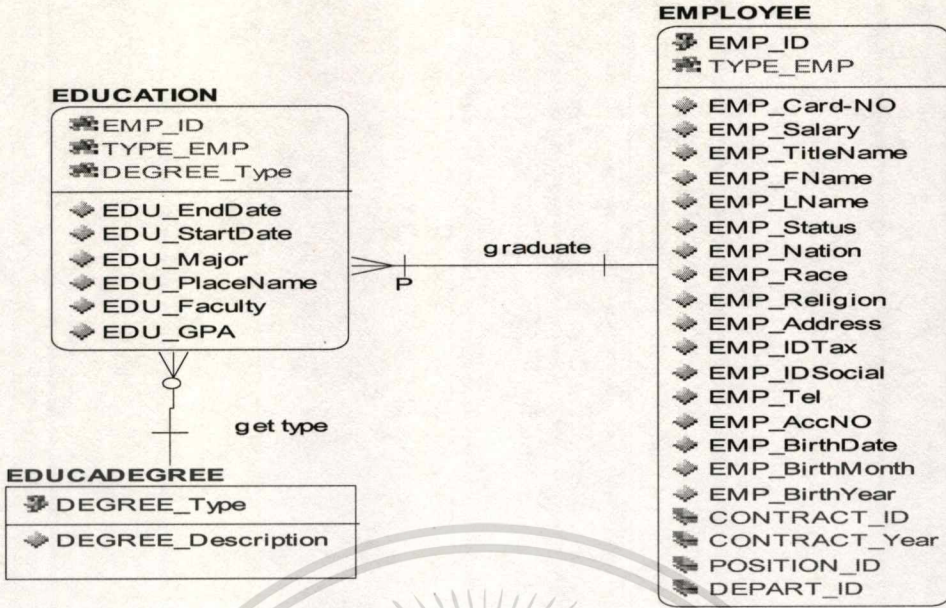 EMPLOYEE
EMP_ID
TYPE_EMP
EMP_Card-NO
EMP_Salary
EMP_TitleName
EMP_FName
EMP_LName
EMP_Status
EMP_Nation
EMP_Race
EMP_Religion
EMP_Address
EMP_IDTax
EMP_IDSocial
EMP_Tel
EMP_AccNO
EMP_BirthDate
EMP_BirthMonth
EMP_BirthYear
CONTRACT_ID
CONTRACT_Year
POSITION_ID
DEPART_ID
EDUCATION
EMP_ID
TYPE_EMP
DEGREE_Type
EDU_EndDate
EDU_StartDate
EDU_Major
EDU_PlaceName
EDU_Faculty
EDU_GPA
graduate
P
get type
EDUCADEGREE
DEGREE_Type
DEGREE_Description